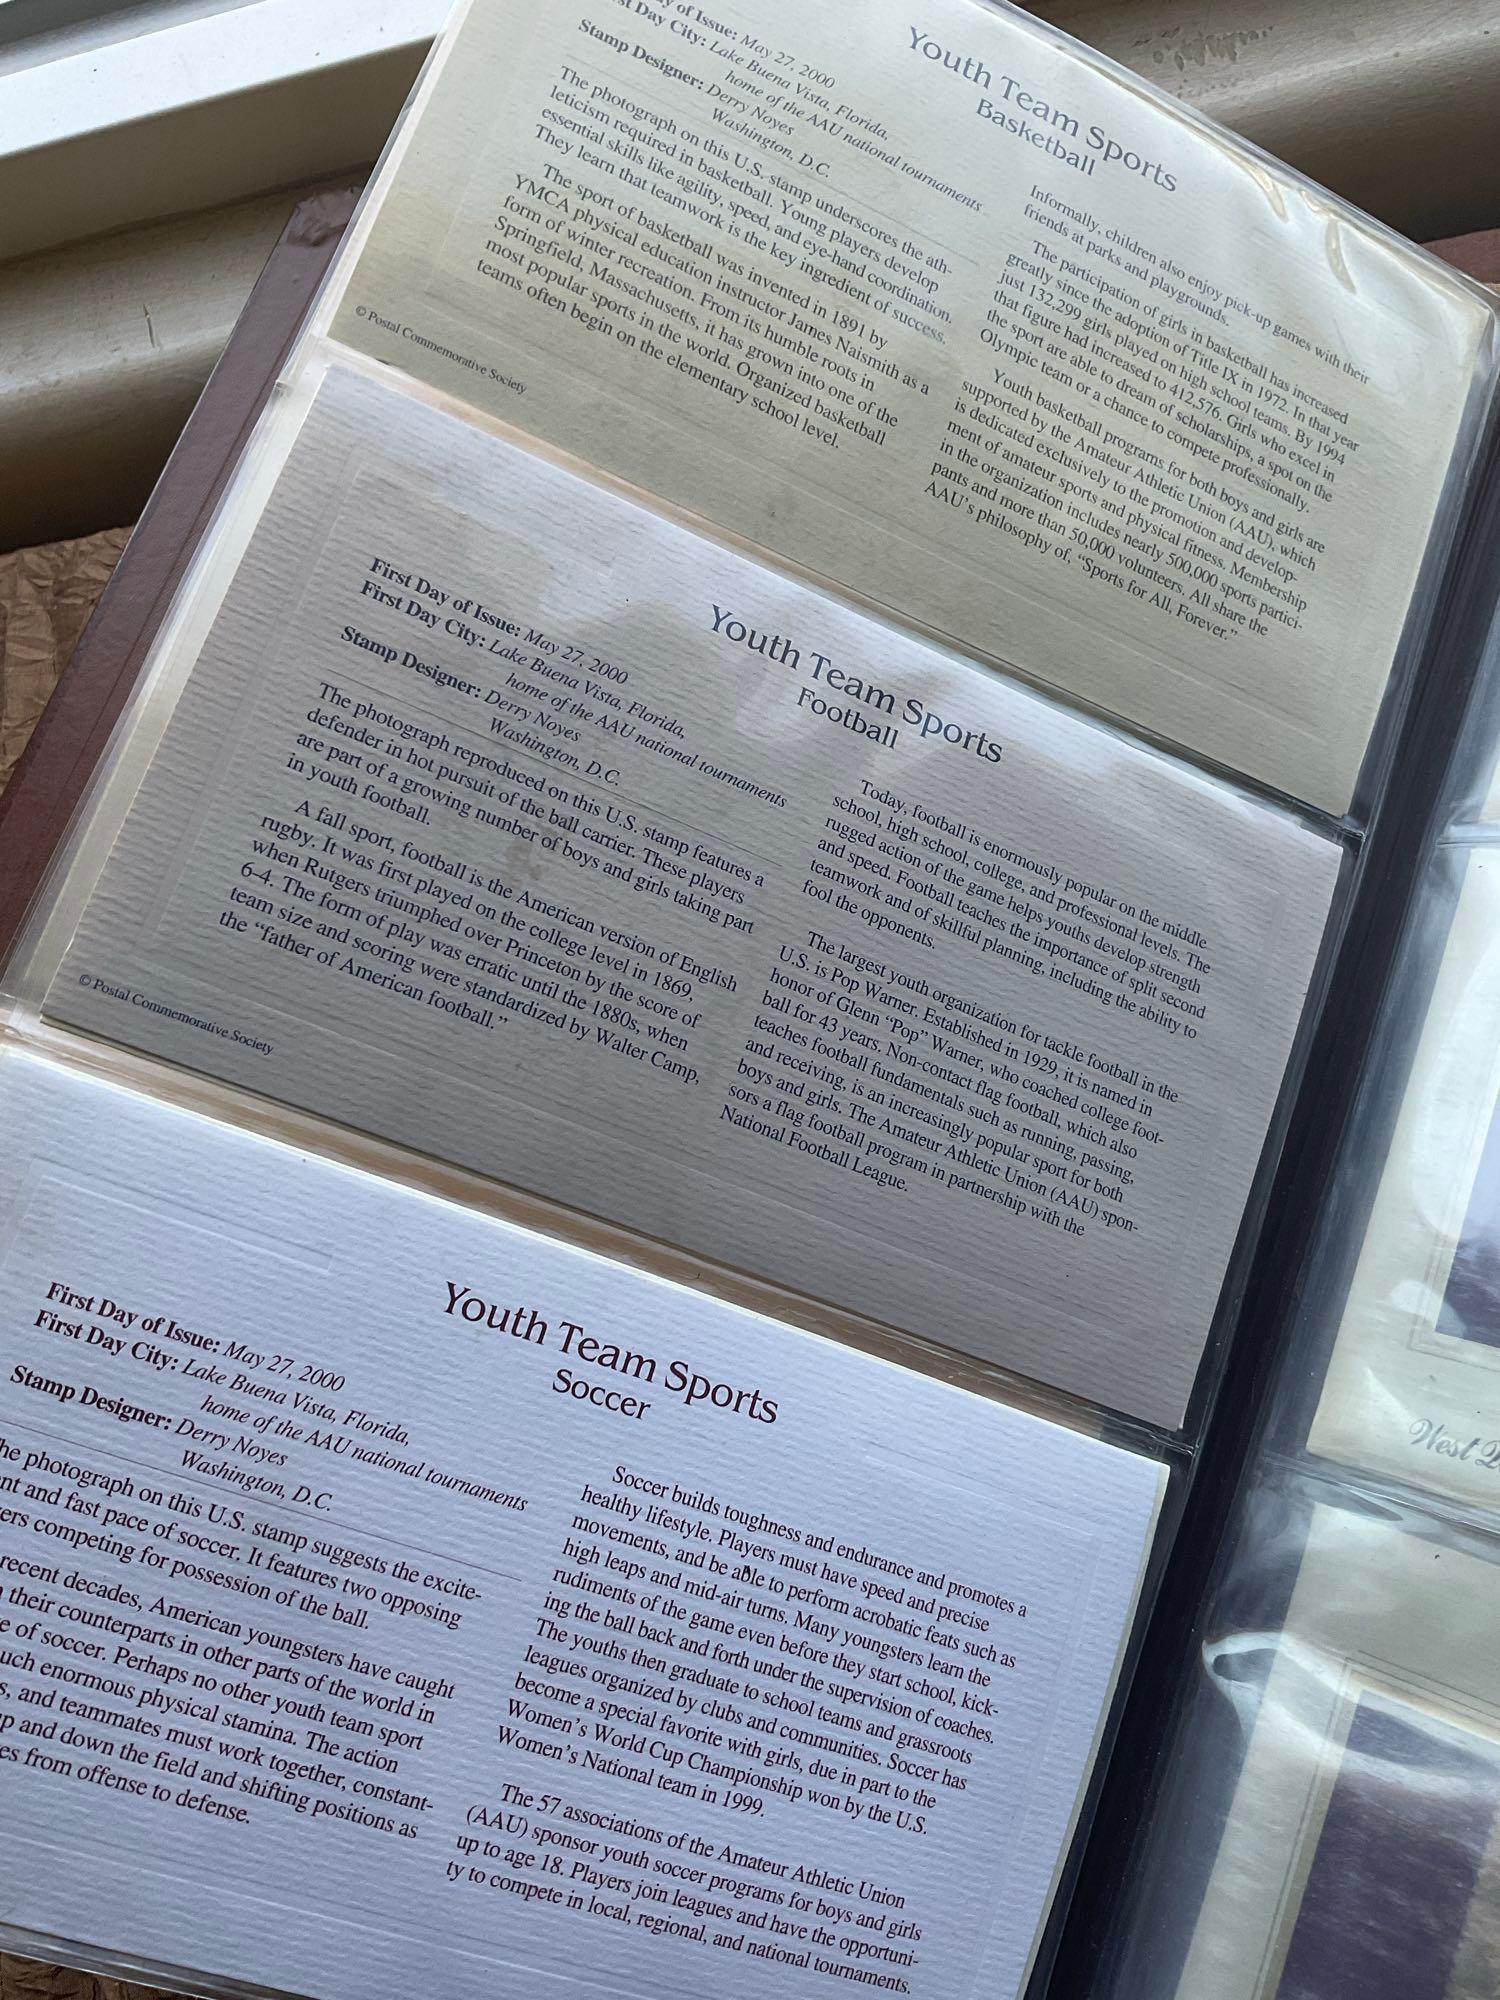 Youth Team Sports
Basketball
of Issue: May 27, 2000
Day City: Lake Buena Vista, Florida,
home of the AAU national tournaments
Stamp Designer: Derry Noyes
Washington, D.C.
The photograph on this U.S. stamp underscores the ath-
leticism required in basketball. Young players develop
essential skills like agility, speed, and eye-hand coordination.
They learn that teamwork is the key ingredient of success.
The sport of basketball was invented in 1891 by
YMCA physical education instructor James Naismith as a
form of winter recreation. From its humble roots in
Springfield, Massachusetts, it has grown into one of the
most popular sports in the world. Organized basketball
teams often begin on the elementary school level.
© Postal Commemorative Society
Informally, children also enjoy pick-up games with their
friends at parks and playgrounds.
The participation of girls in basketball has increased
greatly since the adoption of Title IX in 1972. In that year
just 132,299 girls played on high school teams. By 1994
that figure had increased to 412,576. Girls who excel in
the sport are able to dream of scholarships, a spot on the
Olympic team or a chance to compete professionally.
Youth basketball programs for both boys and girls are
supported by the Amateur Athletic Union (AAU), which
is dedicated exclusively to the promotion and develop-
ment of amateur sports and physical fitness. Membership
in the organization includes nearly 500,000 sports partici-
pants and more than 50,000 volunteers. All share the
AAU's philosophy of, “Sports for All, Forever.”
Youth Team Sports
Football
First Day of Issue: May 27, 2000
First Day City: Lake Buena Vista, Florida,
home of the AAU national tournaments
Stamp Designer: Derry Noyes
Washington, D.C.
The photograph reproduced on this U.S. stamp features a
defender in hot pursuit of the ball carrier. These players
are part of a growing number of boys and girls taking part
in youth football.
A fall sport, football is the American version of English
rugby. It was first played on the college level in 1869,
when Rutgers triumphed over Princeton by the score of
6-4. The form of play was erratic until the 1880s, when
team size and scoring were standardized by Walter Camp,
the “father of American football.”
© Postal Commemorative Society
Today, football is enormously popular on the middle
school, high school, college, and professional levels. The
rugged action of the game helps youths develop strength
and speed. Football teaches the importance of split second
teamwork and of skillful planning, including the ability to
fool the opponents.
The largest youth organization for tackle football in the
U.S. is Pop Warner. Established in 1929, it is named in
honor of Glenn “Pop” Warner, who coached college foot-
ball for 43 years. Non-contact flag football, which also
teaches football fundamentals such as running, passing,
and receiving, is an increasingly popular sport for both
boys and girls. The Amateur Athletic Union (AAU) spon-
sors a flag football program in partnership with the
National Football League.
Youth Team Sports
Soccer
First Day of Issue: May 27, 2000
First Day City: Lake Buena Vista, Florida,
home of the AAU national tournaments
Stamp Designer: Derry Noyes
Washington, D.C.
he photograph on this U.S. stamp suggests the excite-
nt and fast pace of soccer. It features two opposing
ers competing for possession of the ball.
recent decades, American youngsters have caught
their counterparts in other parts of the world in
e of soccer. Perhaps no other youth team sport
uch enormous physical stamina. The action
s, and teammates must work together, constant-
p and down the field and shifting positions as
es from offense to defense.
Soccer builds toughness and endurance and promotes a
healthy lifestyle. Players must have speed and precise
movements, and be able to perform acrobatic feats such as
high leaps and mid-air turns. Many youngsters learn the
rudiments of the game even before they start school, kick-
ing the ball back and forth under the supervision of coaches.
The youths then graduate to school teams and grassroots
leagues organized by clubs and communities. Soccer has
become a special favorite with girls, due in part to the
Women's World Cup Championship won by the U.S.
Women's National team in 1999.
The 57 associations of the Amateur Athletic Union
(AAU) sponsor youth soccer programs for boys and girls
up to age 18. Players join leagues and have the opportuni-
ty to compete in local, regional, and national tournaments.
West